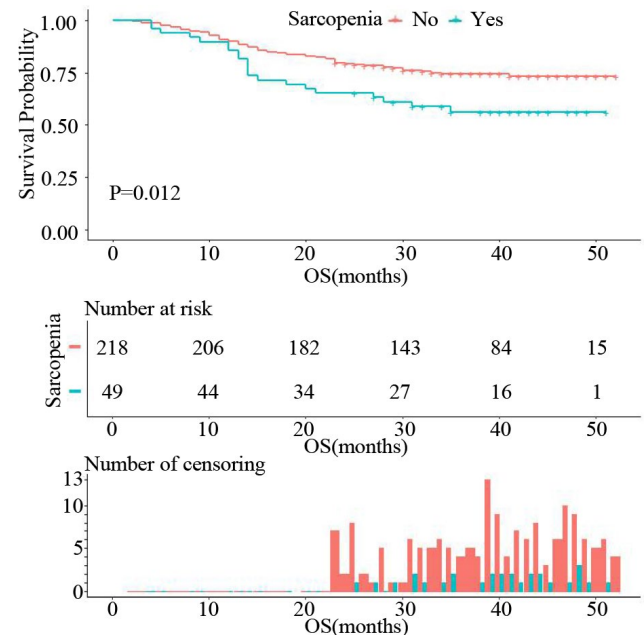 Sarcopenia No Yes
1.00
0.75
0.50
0.25
0.00
Survival Probability
P=0.012
0 10 20 30 40 50
OS(months)
Number at risk
Sarcopenia
218 206 182 143 84 15
49 44 34 27 16 1
0 10 20 30 40 50
OS(months)
Number of censoring
13
10
5
0
0 10 20 30 40 50
OS(months)